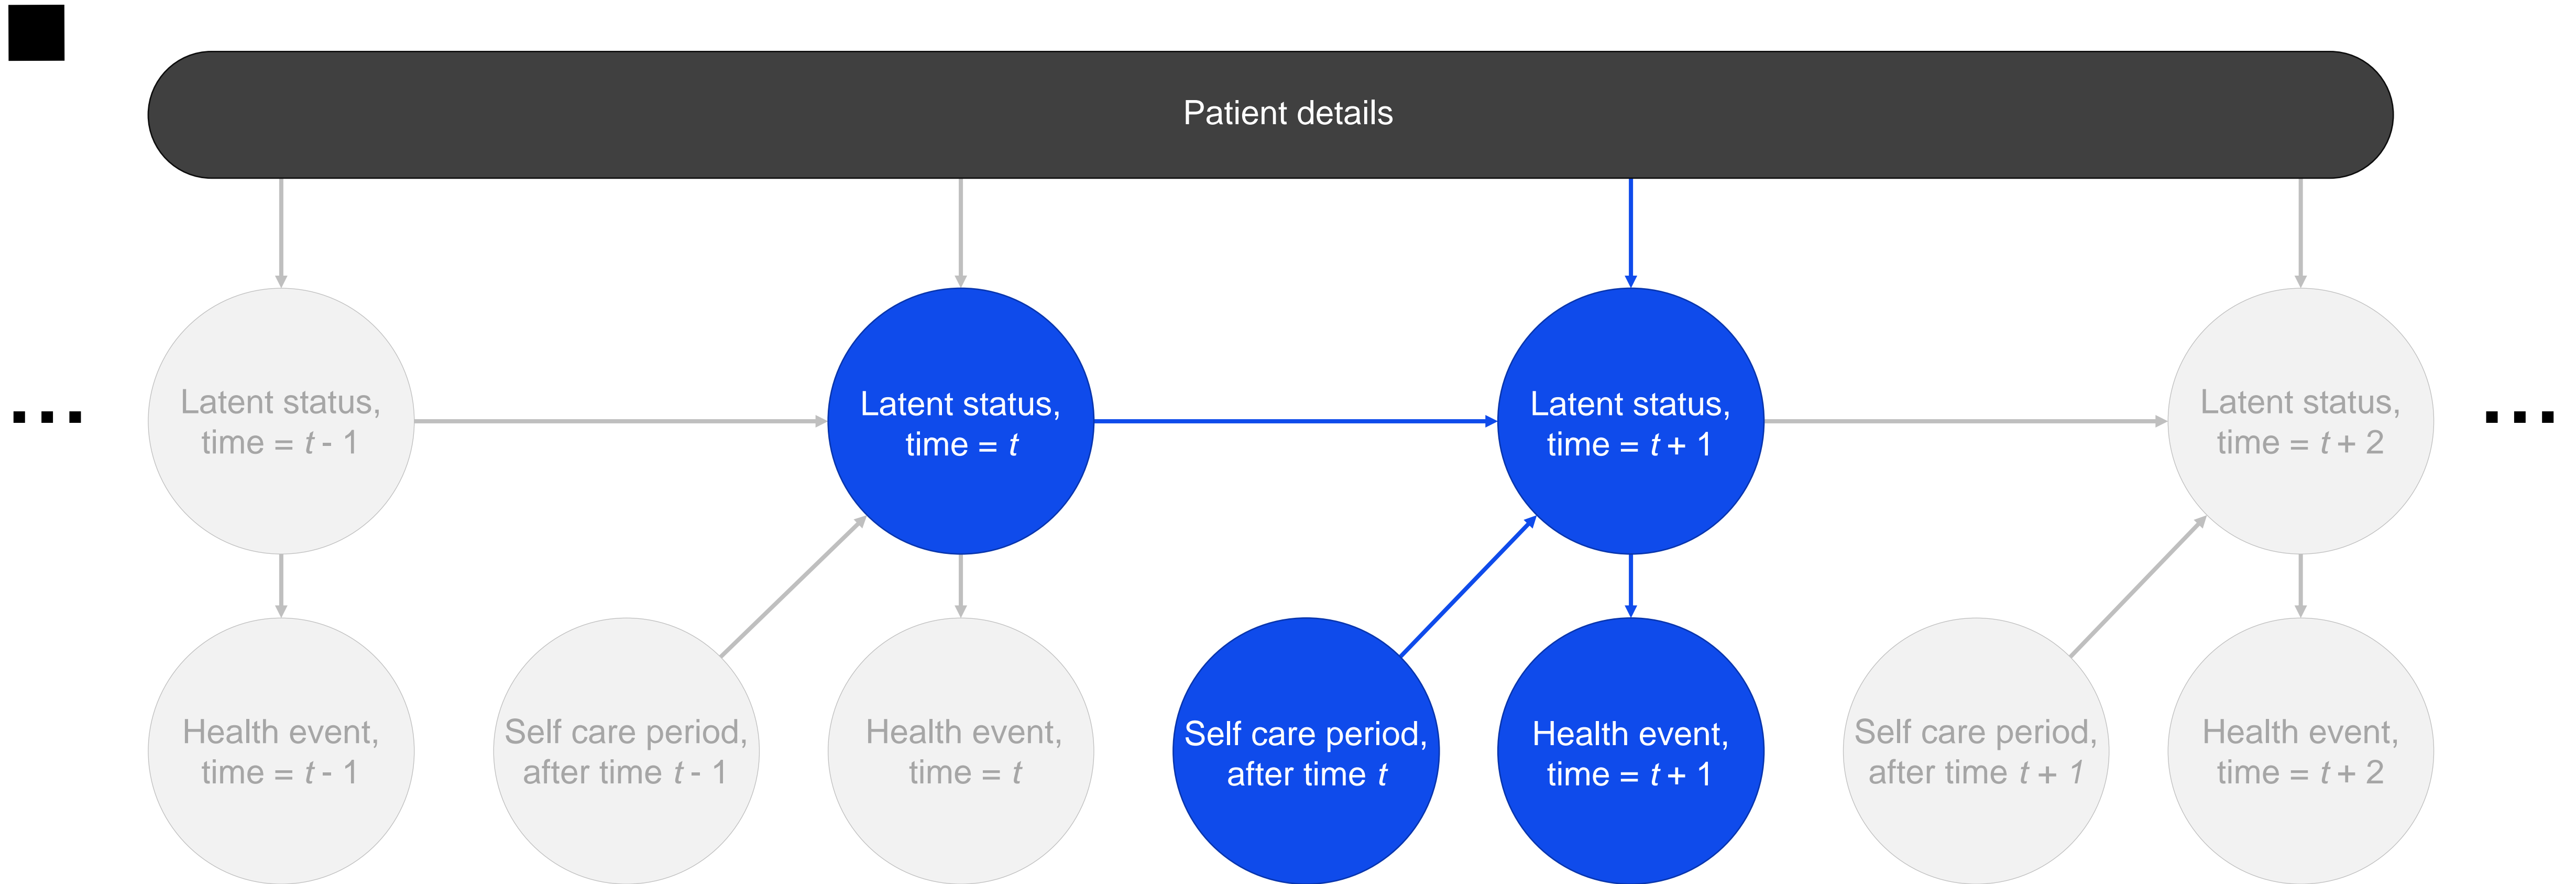 Patient details
Latent status,
time = t - 1
Latent status,
time = t
Latent status,
time = t + 1
Latent status,
time = t + 2
...
...
Health event,
time = t - 1
Self care period,
after time t - 1
Health event,
time = t
Self care period,
after time t
Health event,
time = t + 1
Self care period,
after time t + 1
Health event,
time = t + 2